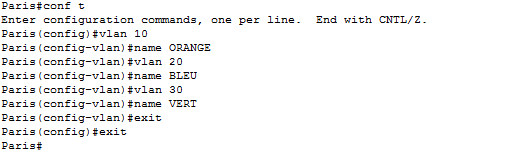 Paris#conf t
Enter configuration commands, one per line.  End with CNTL/Z.
Paris(config)#vlan 10
Paris(config-vlan)#name ORANGE
Paris(config-vlan)#vlan 20
Paris(config-vlan)#name BLEU
Paris(config-vlan)#vlan 30
Paris(config-vlan)#name VERT
Paris(config-vlan)#exit
Paris(config)#exit
Paris#